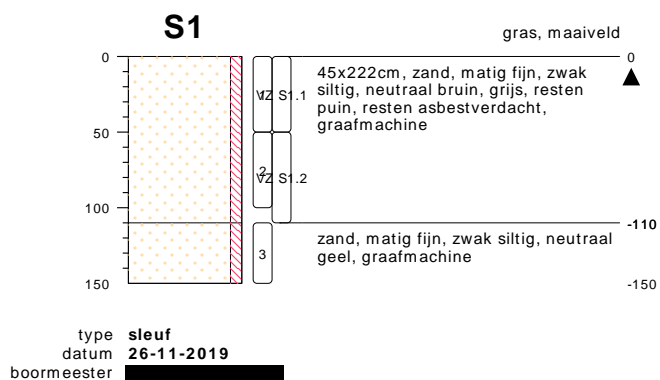 S1
gras, maaiveld
0
0
45x222cm, zand, matig fijn, zwak
siltig, neutraal bruin, grijs, resten
puin, resten asbestverdacht,
graafmachine
1
VZ
S1.1
50
2
VZ
S1.2
100
-110
zand, matig fijn, zwak siltig, neutraal
geel, graafmachine
3
150
-150
type sleuf
datum 26-11-2019
boormeester